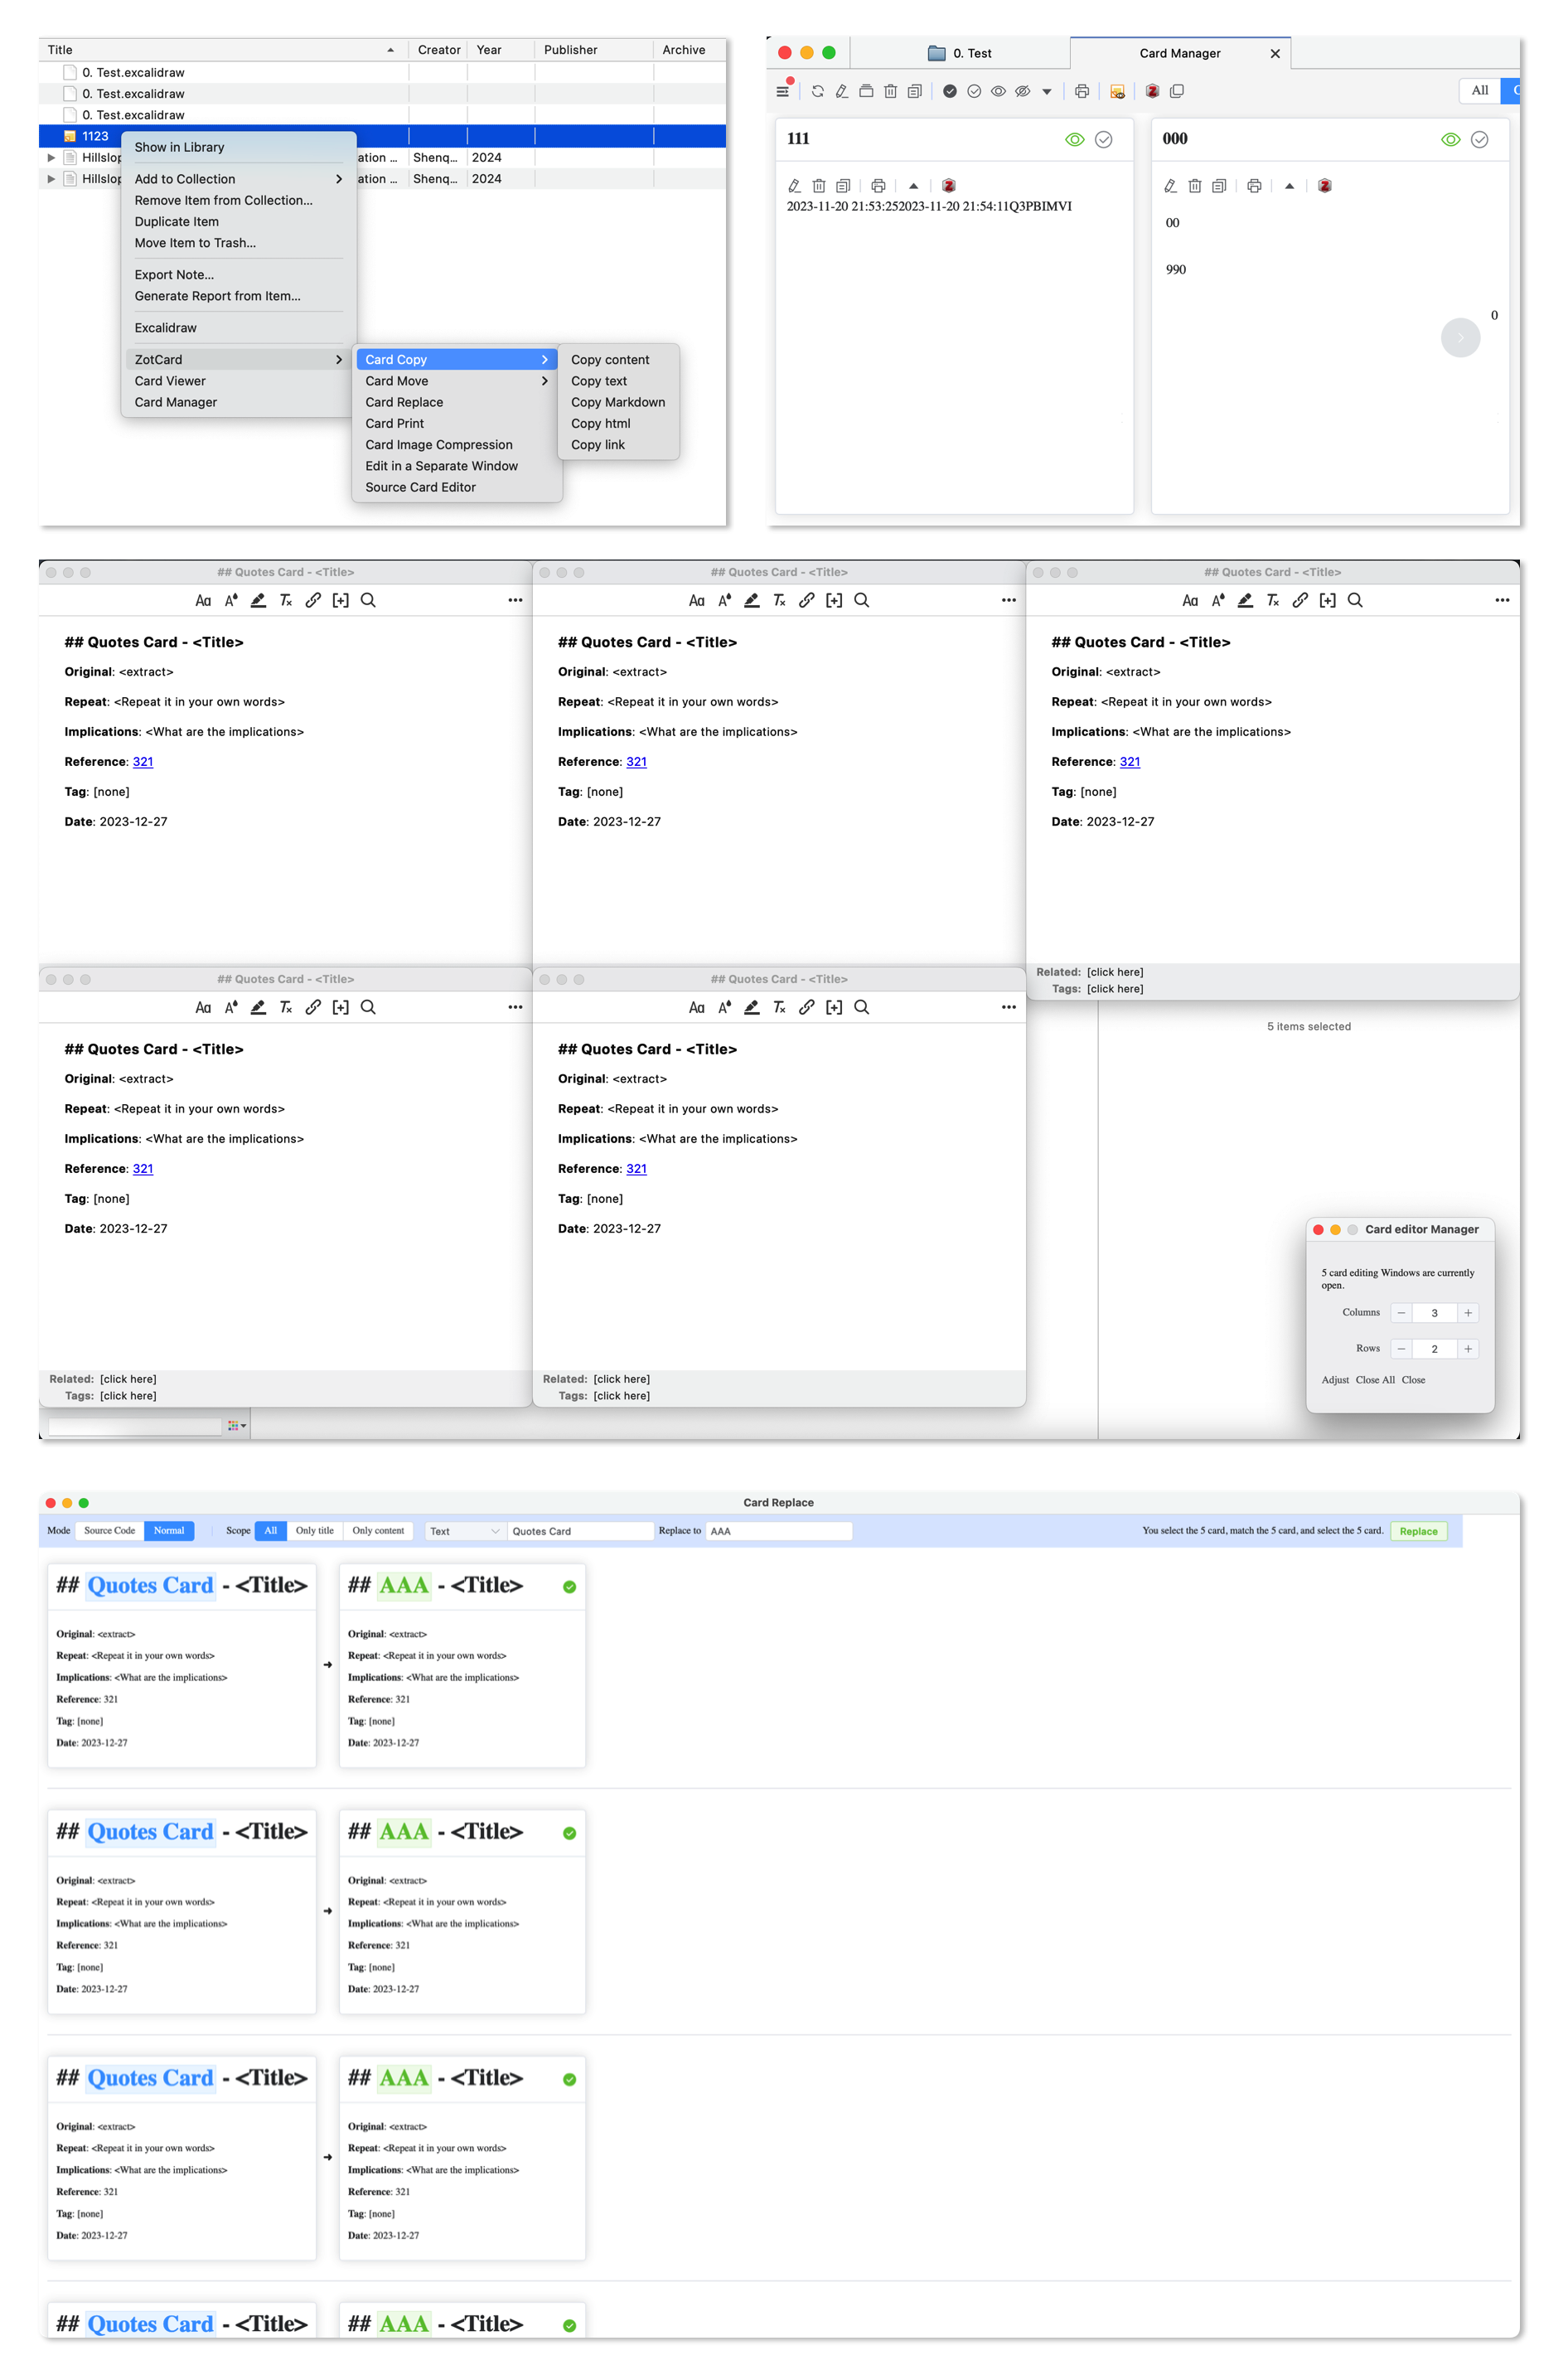 Title Creator Year Publisher Archive
0. Test.excalidraw
0. Test.excalidraw
0. Test.excalidraw
1123
Hillslop ation ... Shenq... 2024
Hillslop ation ... Shenq... 2024
Show in Library
Add to Collection
Remove Item from Collection...
Duplicate Item
Move Item to Trash...
Export Note...
Generate Report from Item...
Excalidraw
ZotCard
Card Viewer
Card Manager
Card Copy
Card Move
Card Replace
Card Print
Card Image Compression
Edit in a Separate Window
Source Card Editor
Copy content
Copy text
Copy Markdown
Copy html
Copy link
0. Test Card Manager
All
111
2023-11-20 21:53:252023-11-20 21:54:11Q3PBIMVI
000
00
990
0
## Quotes Card - <Title>
## Quotes Card - <Title>
Original: <extract>
Repeat: <Repeat it in your own words>
Implications: <What are the implications>
Reference: 321
Tag: [none]
Date: 2023-12-27
## Quotes Card - <Title>
## Quotes Card - <Title>
Original: <extract>
Repeat: <Repeat it in your own words>
Implications: <What are the implications>
Reference: 321
Tag: [none]
Date: 2023-12-27
## Quotes Card - <Title>
## Quotes Card - <Title>
Original: <extract>
Repeat: <Repeat it in your own words>
Implications: <What are the implications>
Reference: 321
Tag: [none]
Date: 2023-12-27
Related: [click here]
Tags: [click here]
## Quotes Card - <Title>
## Quotes Card - <Title>
Original: <extract>
Repeat: <Repeat it in your own words>
Implications: <What are the implications>
Reference: 321
Tag: [none]
Date: 2023-12-27
Related: [click here]
Tags: [click here]
## Quotes Card - <Title>
## Quotes Card - <Title>
Original: <extract>
Repeat: <Repeat it in your own words>
Implications: <What are the implications>
Reference: 321
Tag: [none]
Date: 2023-12-27
Related: [click here]
Tags: [click here]
5 items selected
Card editor Manager
5 card editing Windows are currently
open.
Columns 3
Rows 2
Adjust Close All Close
Card Replace
Mode Source Code Normal Scope All Only title Only content Text Quotes Card Replace to AAA You select the 5 card, match the 5 card, and select the 5 card. Replace
## Quotes Card - <Title>
Original: <extract>
Repeat: <Repeat it in your own words>
Implications: <What are the implications>
Reference: 321
Tag: [none]
Date: 2023-12-27
## AAA - <Title>
Original: <extract>
Repeat: <Repeat it in your own words>
Implications: <What are the implications>
Reference: 321
Tag: [none]
Date: 2023-12-27
## Quotes Card - <Title>
Original: <extract>
Repeat: <Repeat it in your own words>
Implications: <What are the implications>
Reference: 321
Tag: [none]
Date: 2023-12-27
## AAA - <Title>
Original: <extract>
Repeat: <Repeat it in your own words>
Implications: <What are the implications>
Reference: 321
Tag: [none]
Date: 2023-12-27
## Quotes Card - <Title>
Original: <extract>
Repeat: <Repeat it in your own words>
Implications: <What are the implications>
Reference: 321
Tag: [none]
Date: 2023-12-27
## AAA - <Title>
Original: <extract>
Repeat: <Repeat it in your own words>
Implications: <What are the implications>
Reference: 321
Tag: [none]
Date: 2023-12-27
## Quotes Card - <Title>
## AAA - <Title>